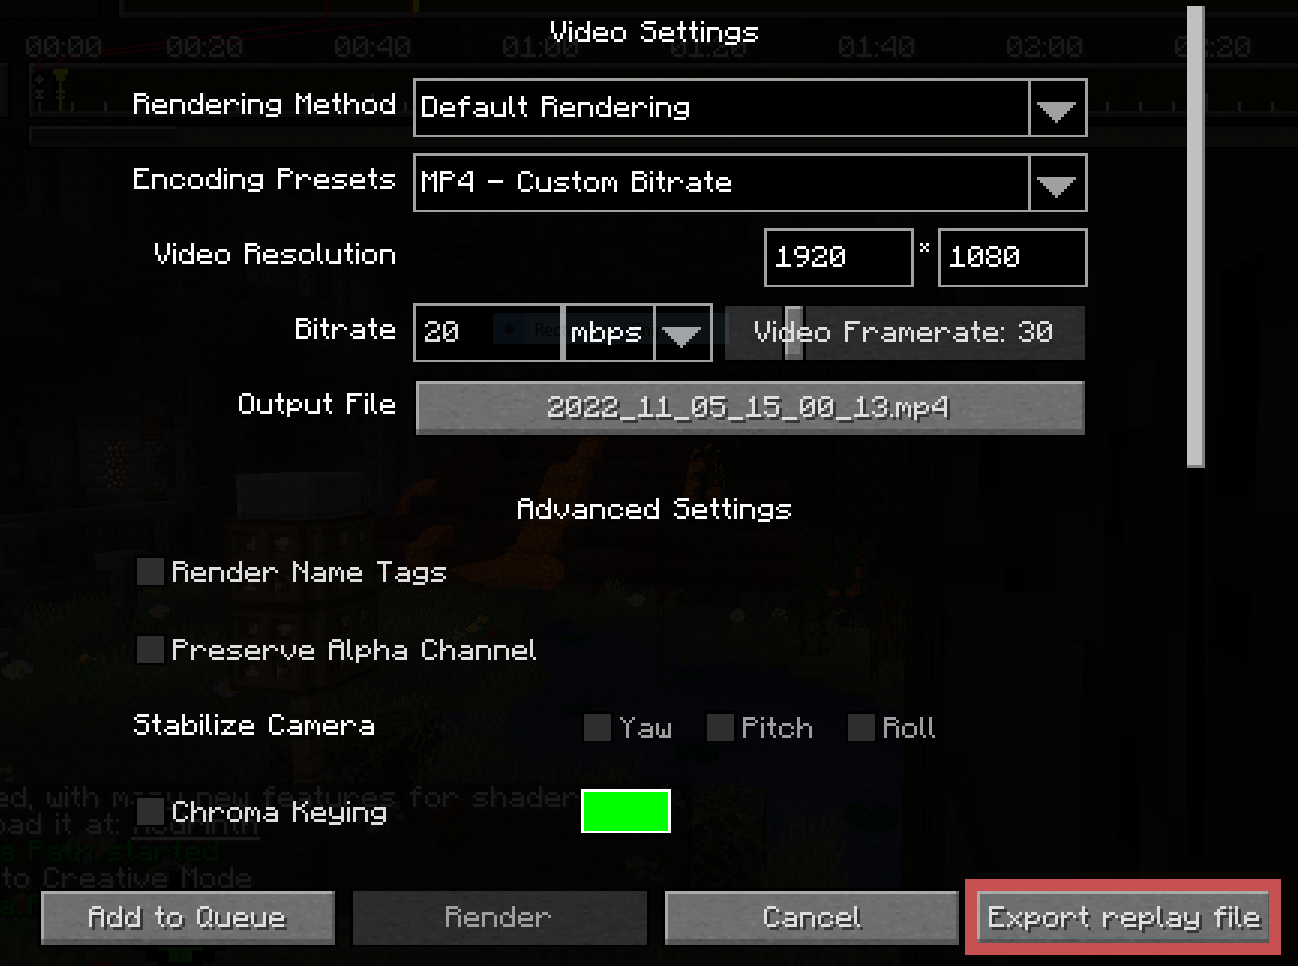 Video Settings
00:00 00:20 00:40 01:00 01:20 01:40 02:00 :20
Rendering Method Default Rendering
Encoding Presets MP4 - Custom Bitrate
Video Resolution 1920 * 1080
Bitrate 20 mbps Video Framerate: 30
Output File 2022_11_05_15_00_13.mp4
Advanced Settings
Render Name Tags
Preserve Alpha Channel
Stabilize Camera Yaw Pitch Roll
ed, with many new features for shader
Chroma Keying
oad it at: Modrinth
a Path started
to Creative Mode
Add to Queue Render Cancel Export replay file